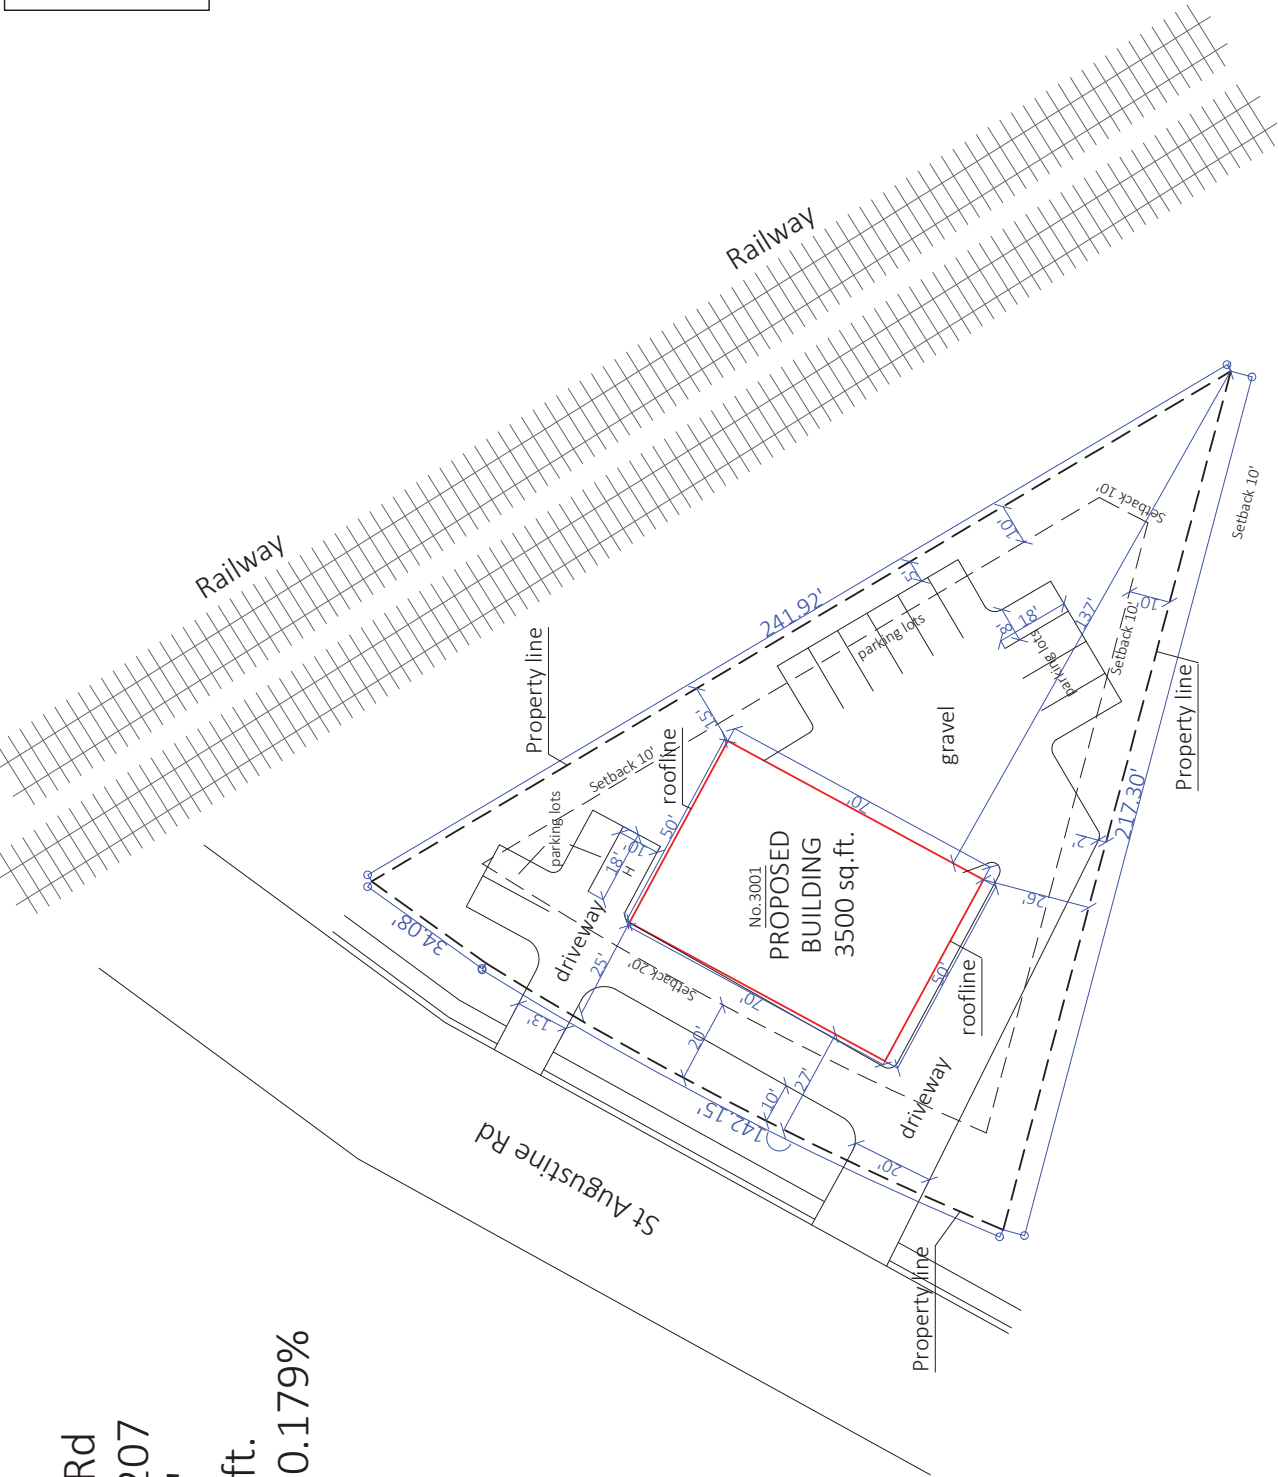 Railway
Railway
Property line
241.92'
Setback 10'
roofline
parking lots
15'
50'
18'
10'
H
34.08'
driveway
25'
13'
Setback 20'
70'
20'
No.3001
PROPOSED
BUILDING
3500 sq.ft.
70'
gravel
parking lots
5'
10'
Setback 10'
18'
8'
parking lots
137'
10'
Setback 10'
Setback 10'
Property line
217.30'
2'
26'
50'
roofline
driveway
27'
10'
142.15'
20'
St Augustine Rd
Property line
Rd
207
ft.
0.179%